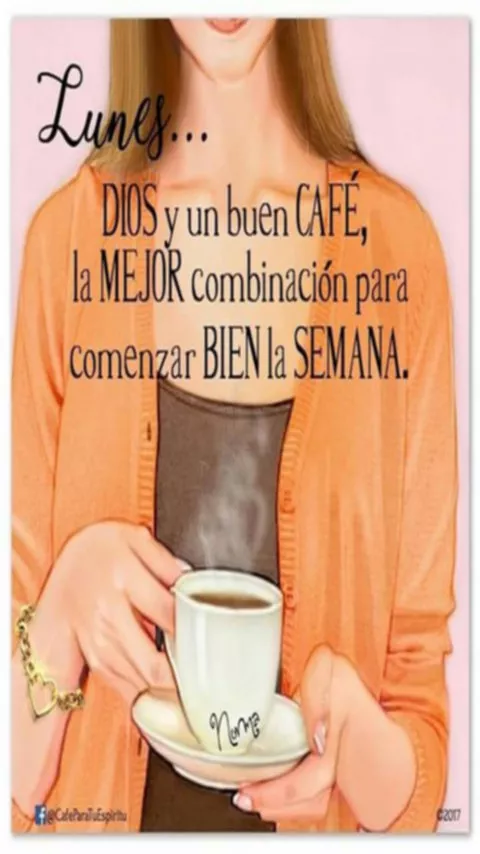 Lunes...
DIOS y un buen CAFÉ,
la MEJOR combinación para
comenzar BIEN la SEMANA.
Norma
@CafeParaTuEspiritu
©2017